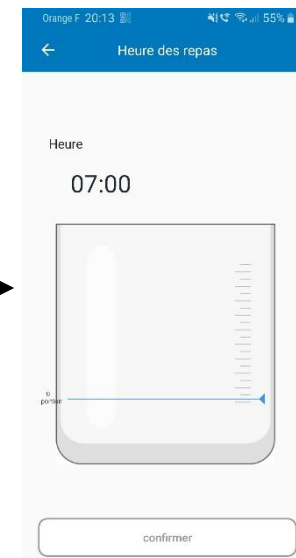 Orange F 20:13 55%
Heure des repas
Heure
07:00
0
portion
confirmer